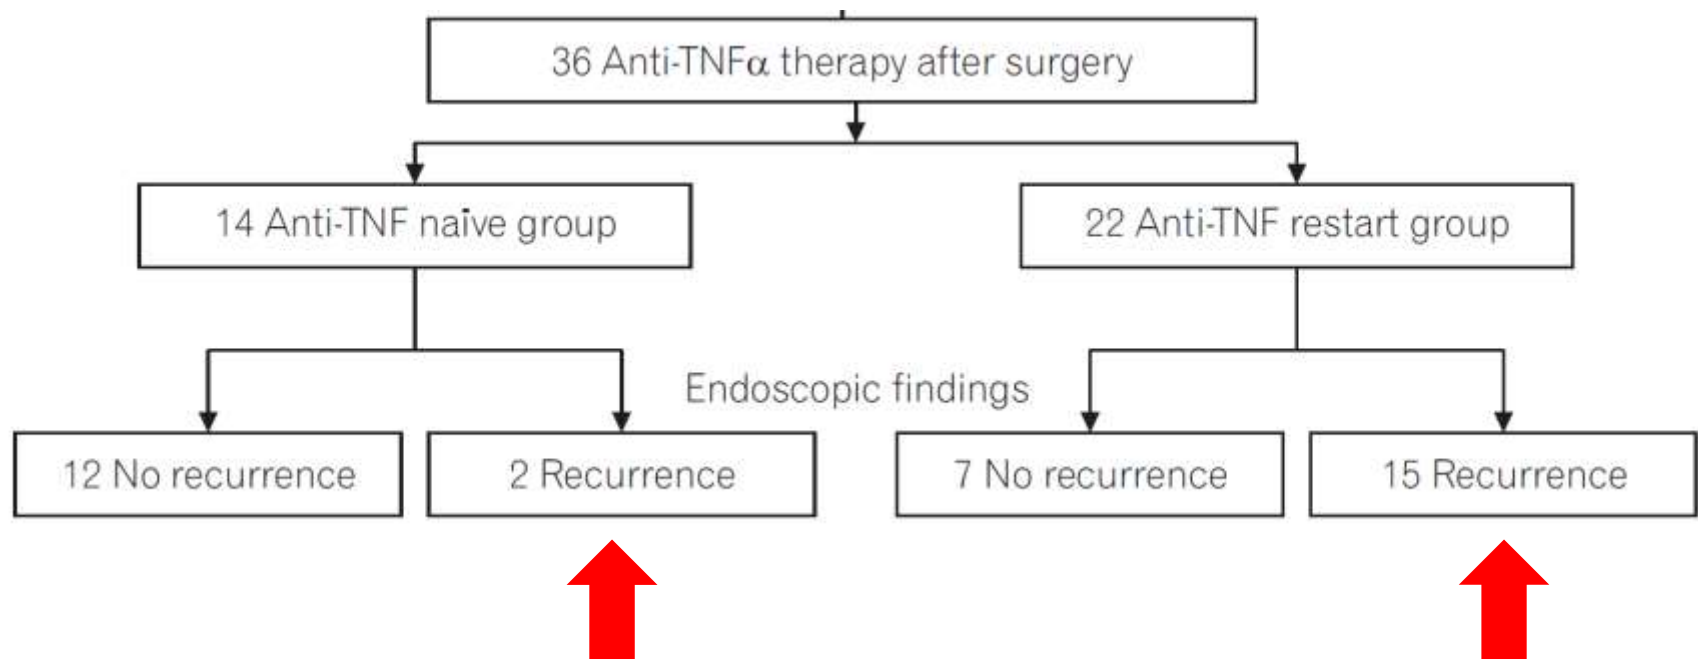 36 Anti-TNFα therapy after surgery
14 Anti-TNF naïve group
22 Anti-TNF restart group
Endoscopic findings
12 No recurrence
2 Recurrence
7 No recurrence
15 Recurrence